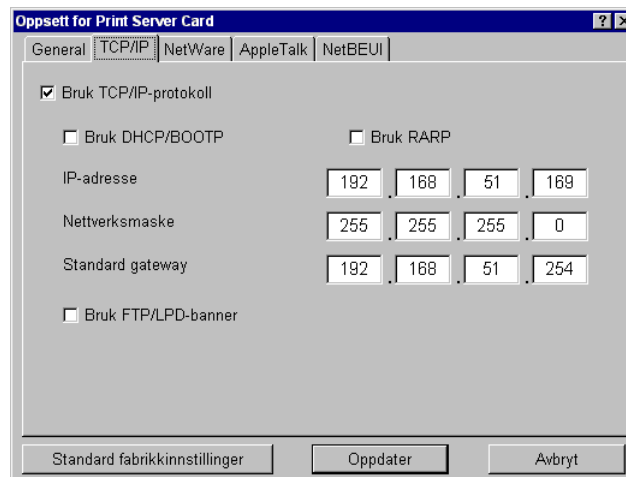 Oppsett for Print Server Card
General TCP/IP NetWare AppleTalk NetBEUI
Bruk TCP/IP-protokoll
Bruk DHCP/BOOTP Bruk RARP
IP-adresse 192 . 168 . 51 . 169
Nettverksmaske 255 . 255 . 255 . 0
Standard gateway 192 . 168 . 51 . 254
Bruk FTP/LPD-banner
Standard fabrikkinnstillinger Oppdater Avbryt